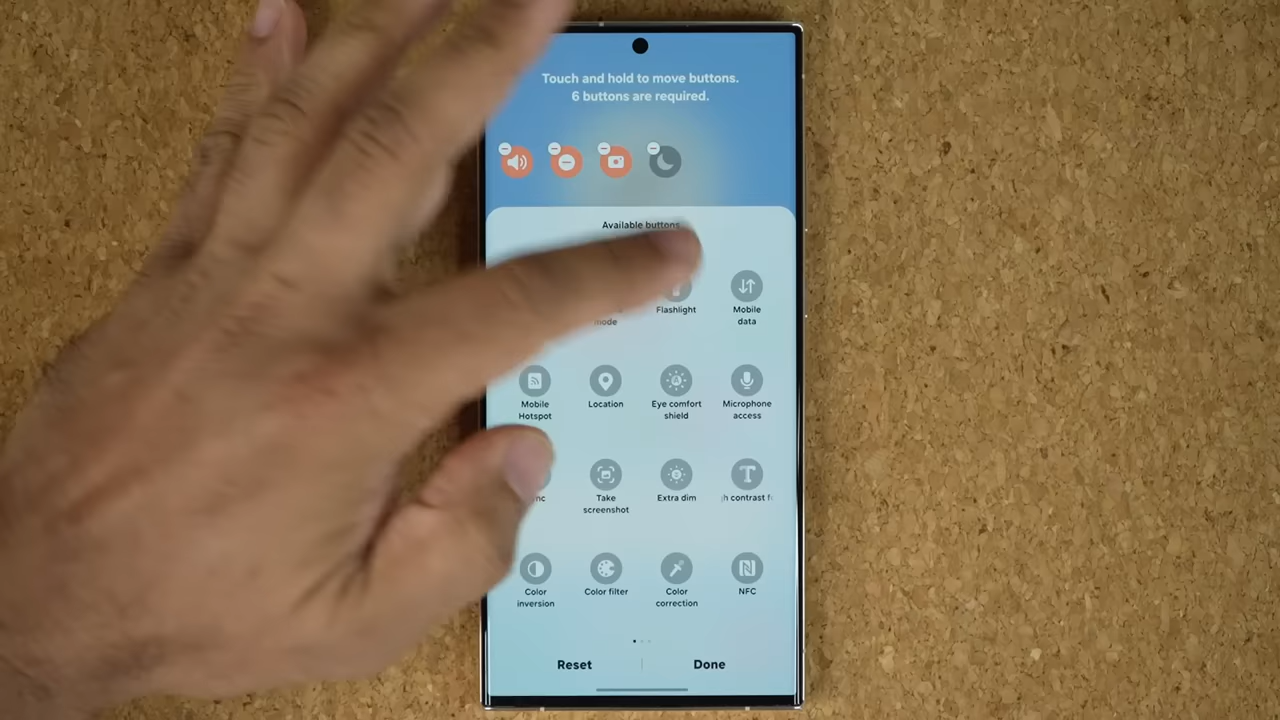 Touch and hold to move buttons.
6 buttons are required.
Available buttons
Flashlight
Mobile
data
mode
Mobile
Hotspot
Location
Eye comfort
shield
Microphone
access
Take
screenshot
Extra dim
contrast
Color
inversion
Color filter
Color
correction
NFC
Reset
Done